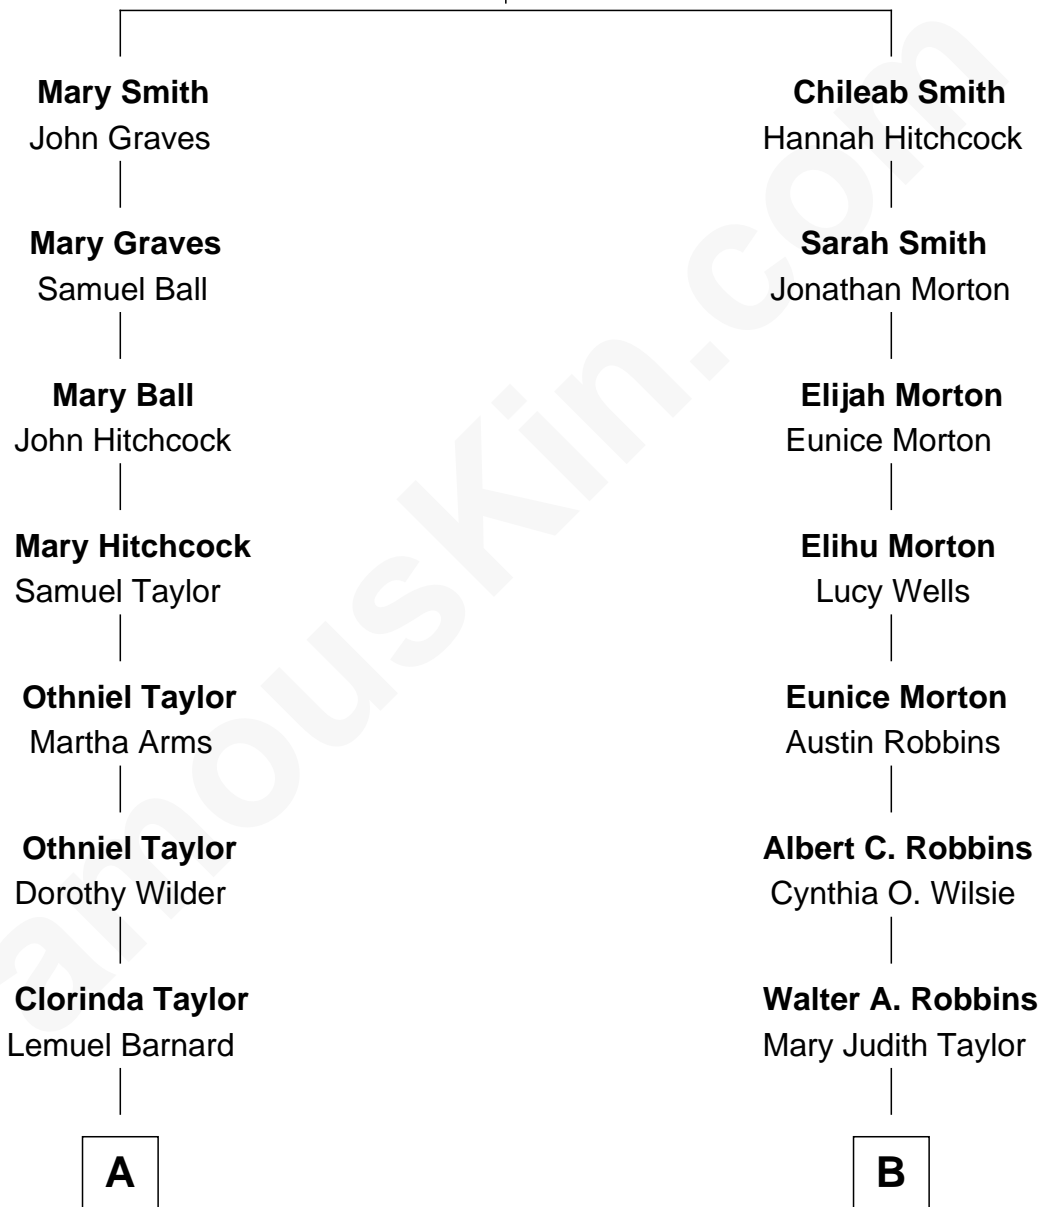 Mary Smith
John Graves
Mary Graves
Samuel Ball
Mary Ball
John Hitchcock
Mary Hitchcock
Samuel Taylor
Othniel Taylor
Martha Arms
Othniel Taylor
Dorothy Wilder
Clorinda Taylor
Lemuel Barnard
A
Chileab Smith
Hannah Hitchcock
Sarah Smith
Jonathan Morton
Elijah Morton
Eunice Morton
Elihu Morton
Lucy Wells
Eunice Morton
Austin Robbins
Albert C. Robbins
Cynthia O. Wilsie
Walter A. Robbins
Mary Judith Taylor
B
amouskin.com